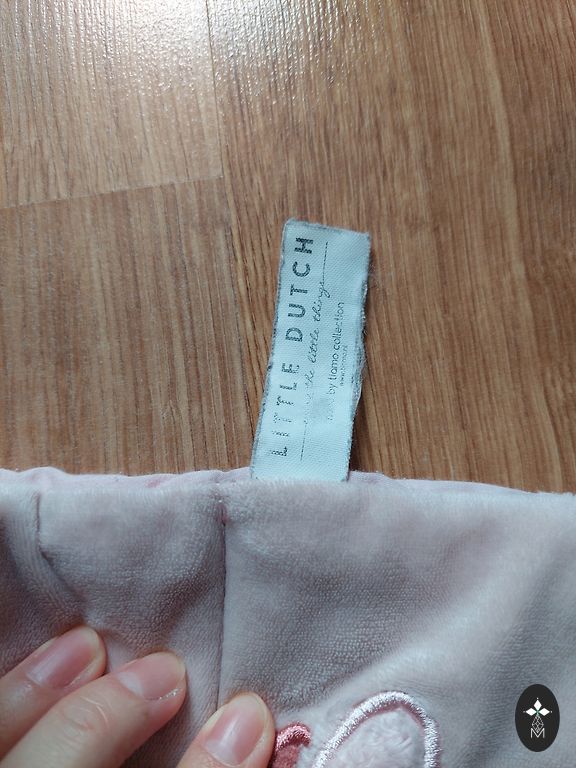 LITTLE DUTCH
the little things
by tiamo collection